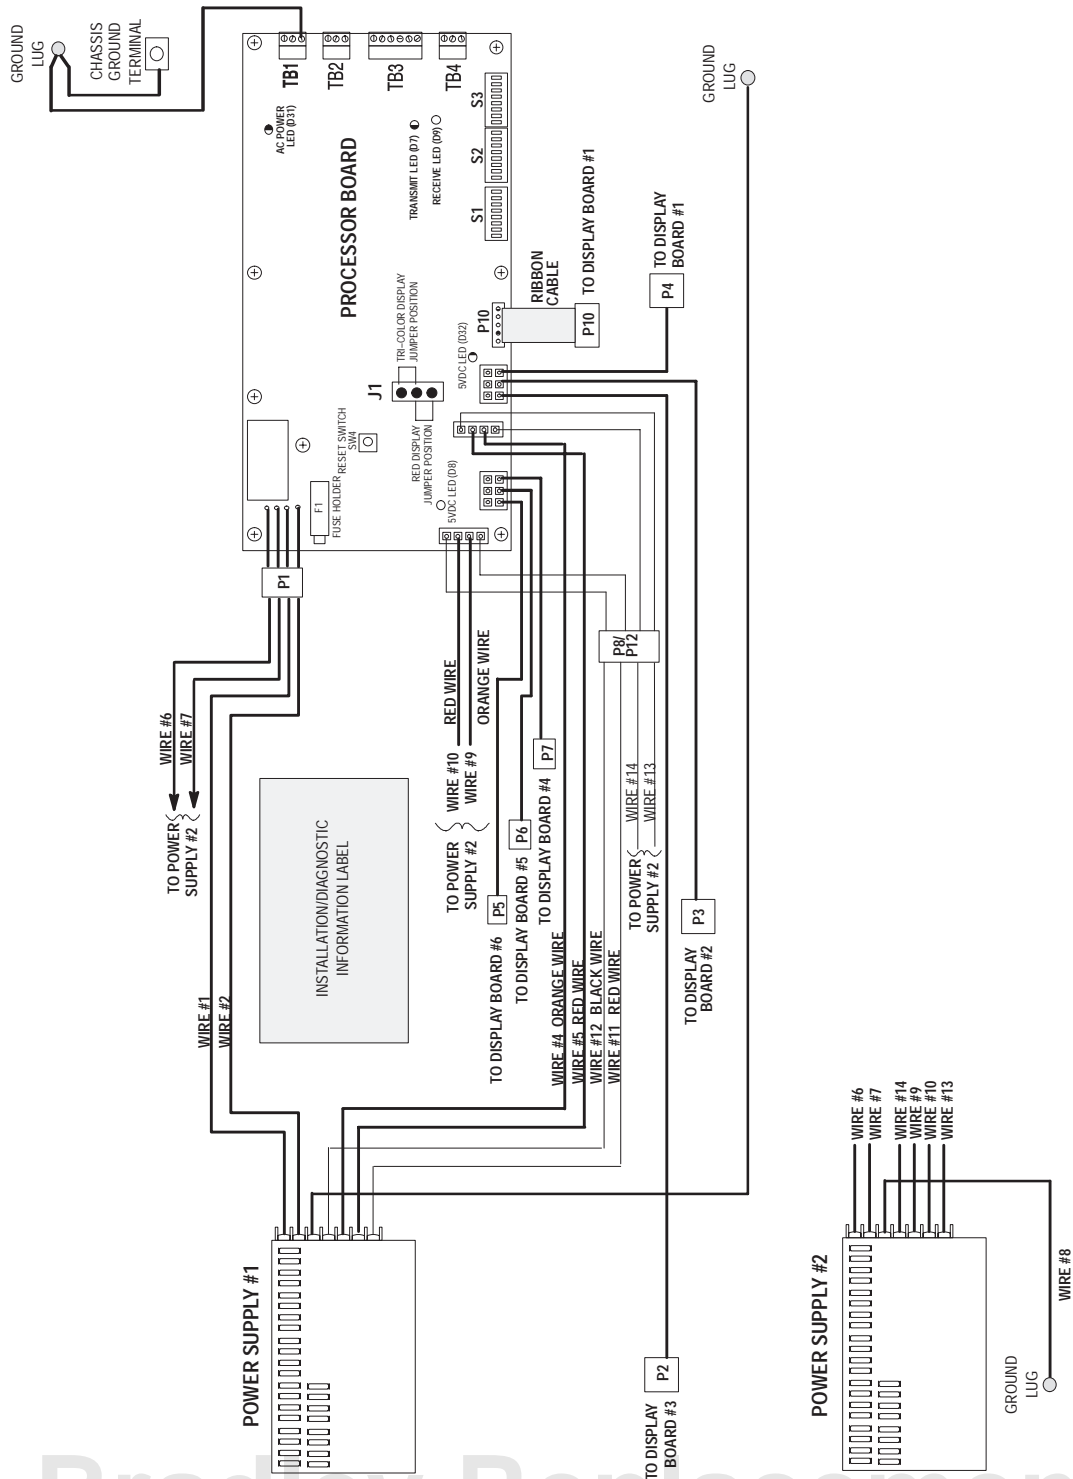 GROUND
LUG
CHASSIS
GROUND
TERMINAL
TB1
TB2
TB3
TB4
AC POWER
LED (D31)
PROCESSOR BOARD
TRANSMIT LED (D7)
RECEIVE LED (D9)
S1
S2
S3
GROUND
LUG
TO DISPLAY BOARD #1
RIBBON
CABLE
P10
P10
TO DISPLAY
BOARD #1
P4
TRI-COLOR DISPLAY
JUMPER POSITION
J1
5VDC LED (D32)
RESET SWITCH
SW4
RED DISPLAY
JUMPER POSITION
F1
FUSE HOLDER
5VDC LED (D8)
P1
P8/
P12
WIRE #6
WIRE #7
TO POWER
SUPPLY #2
RED WIRE
ORANGE WIRE
WIRE #10
WIRE #9
TO POWER
SUPPLY #2
P7
TO DISPLAY BOARD #4
P6
TO DISPLAY BOARD #5
P5
TO DISPLAY BOARD #6
WIRE #14
WIRE #13
TO POWER
SUPPLY #2
P3
TO DISPLAY
BOARD #2
INSTALLATION/DIAGNOSTIC
INFORMATION LABEL
WIRE #1
WIRE #2
WIRE #4 ORANGE WIRE
WIRE #5 RED WIRE
WIRE #12 BLACK WIRE
WIRE #11 RED WIRE
POWER SUPPLY #1
P2
TO DISPLAY
BOARD #3
WIRE #6
WIRE #7
WIRE #14
WIRE #9
WIRE #10
WIRE #13
POWER SUPPLY #2
WIRE #8
GROUND
LUG